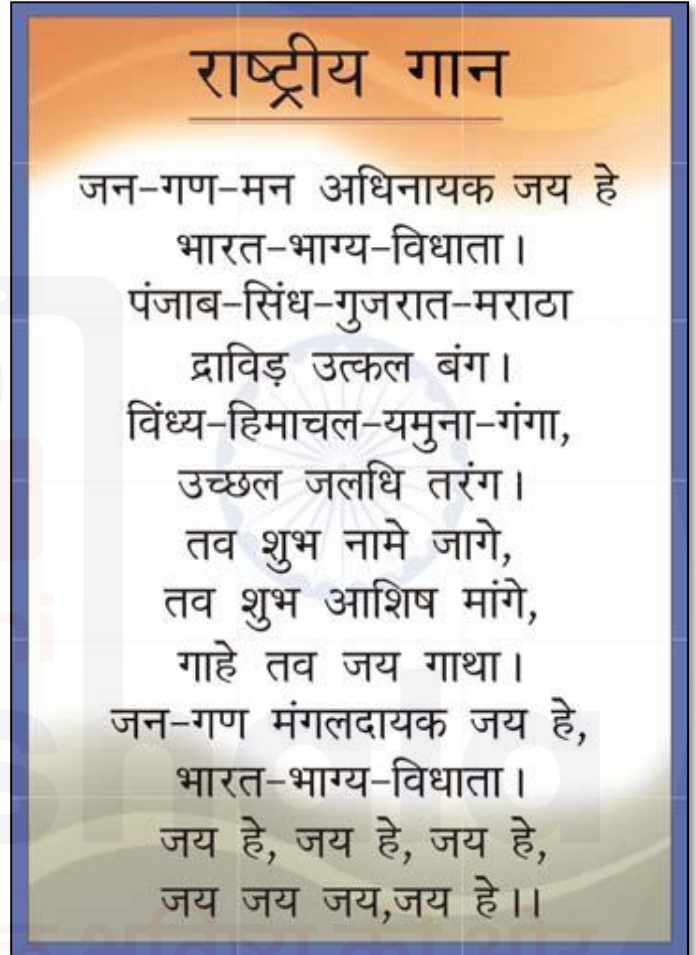 राष्ट्रीय गान
जन-गण-मन अधिनायक जय हे
भारत-भाग्य-विधाता।
पंजाब-सिंध-गुजरात-मराठा
द्राविड़ उत्कल बंग।
विंध्य-हिमाचल-यमुना-गंगा,
उच्छल जलधि तरंग।
तव शुभ नामे जागे,
तव शुभ आशिष मांगे,
गाहे तव जय गाथा।
जन-गण मंगलदायक जय हे,
भारत-भाग्य-विधाता।
जय हे, जय हे, जय हे,
जय जय जय,जय हे।।